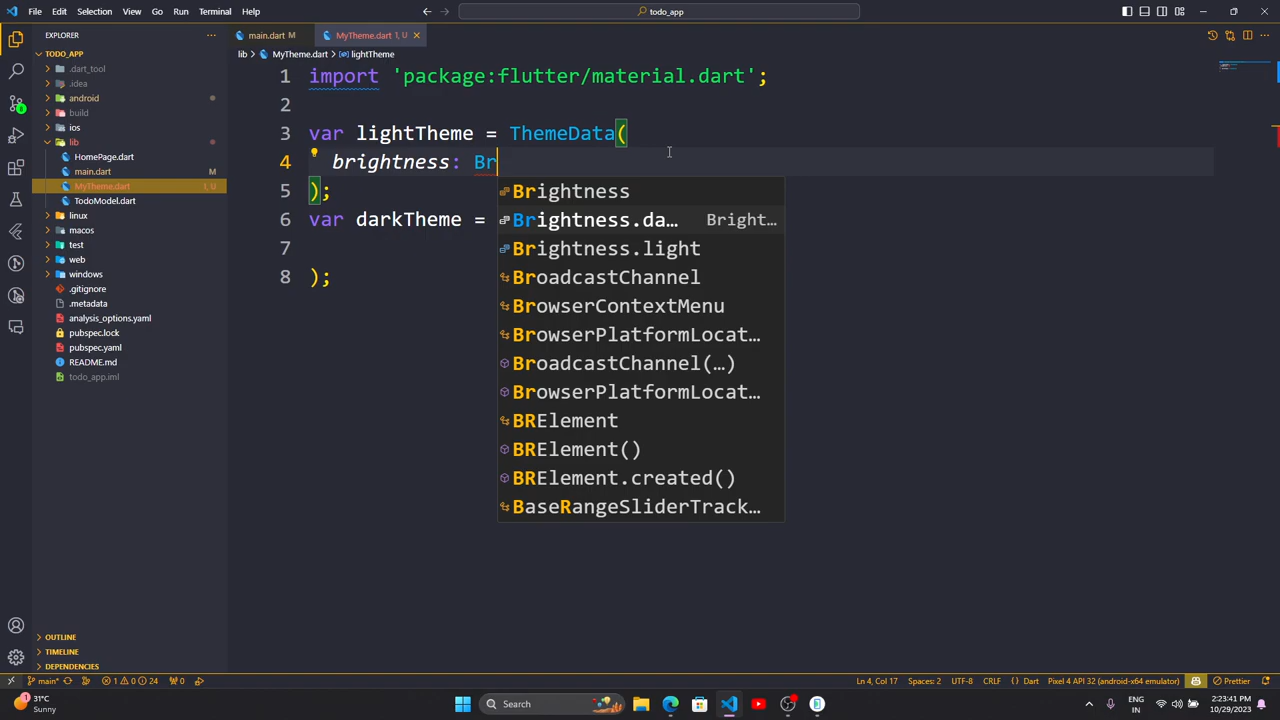 File Edit Selection View Go Run Terminal Help
todo_app
EXPLORER
TODO_APP
.dart_tool
.idea
android
build
ios
lib
HomePage.dart
main.dart M
MyTheme.dart 1, U
TodoModel.dart
linux
macos
test
web
windows
.gitignore
.metadata
analysis_options.yaml
pubspec.lock
pubspec.yaml
README.md
todo_app.iml
OUTLINE
TIMELINE
DEPENDENCIES
main.dart M MyTheme.dart 1, U
lib > MyTheme.dart > lightTheme
1 import 'package:flutter/material.dart';
2
3 var lightTheme = ThemeData(
4 brightness: Br
5 );
6 var darkTheme =
7
8 );
Brightness
Brightness.da… Bright…
Brightness.light
BroadcastChannel
BrowserContextMenu
BrowserPlatformLocat…
BroadcastChannel(…)
BrowserPlatformLocat…
BRElement
BRElement()
BRElement.created()
BaseRangeSliderTrack…
main* 1 0 24 0 Ln 4, Col 17 Spaces: 2 UTF-8 CRLF {} Dart Pixel 4 API 32 (android-x64 emulator) Prettier
1 31°C
Sunny
Search
ENG
IN
2:23:41 PM
10/29/2023